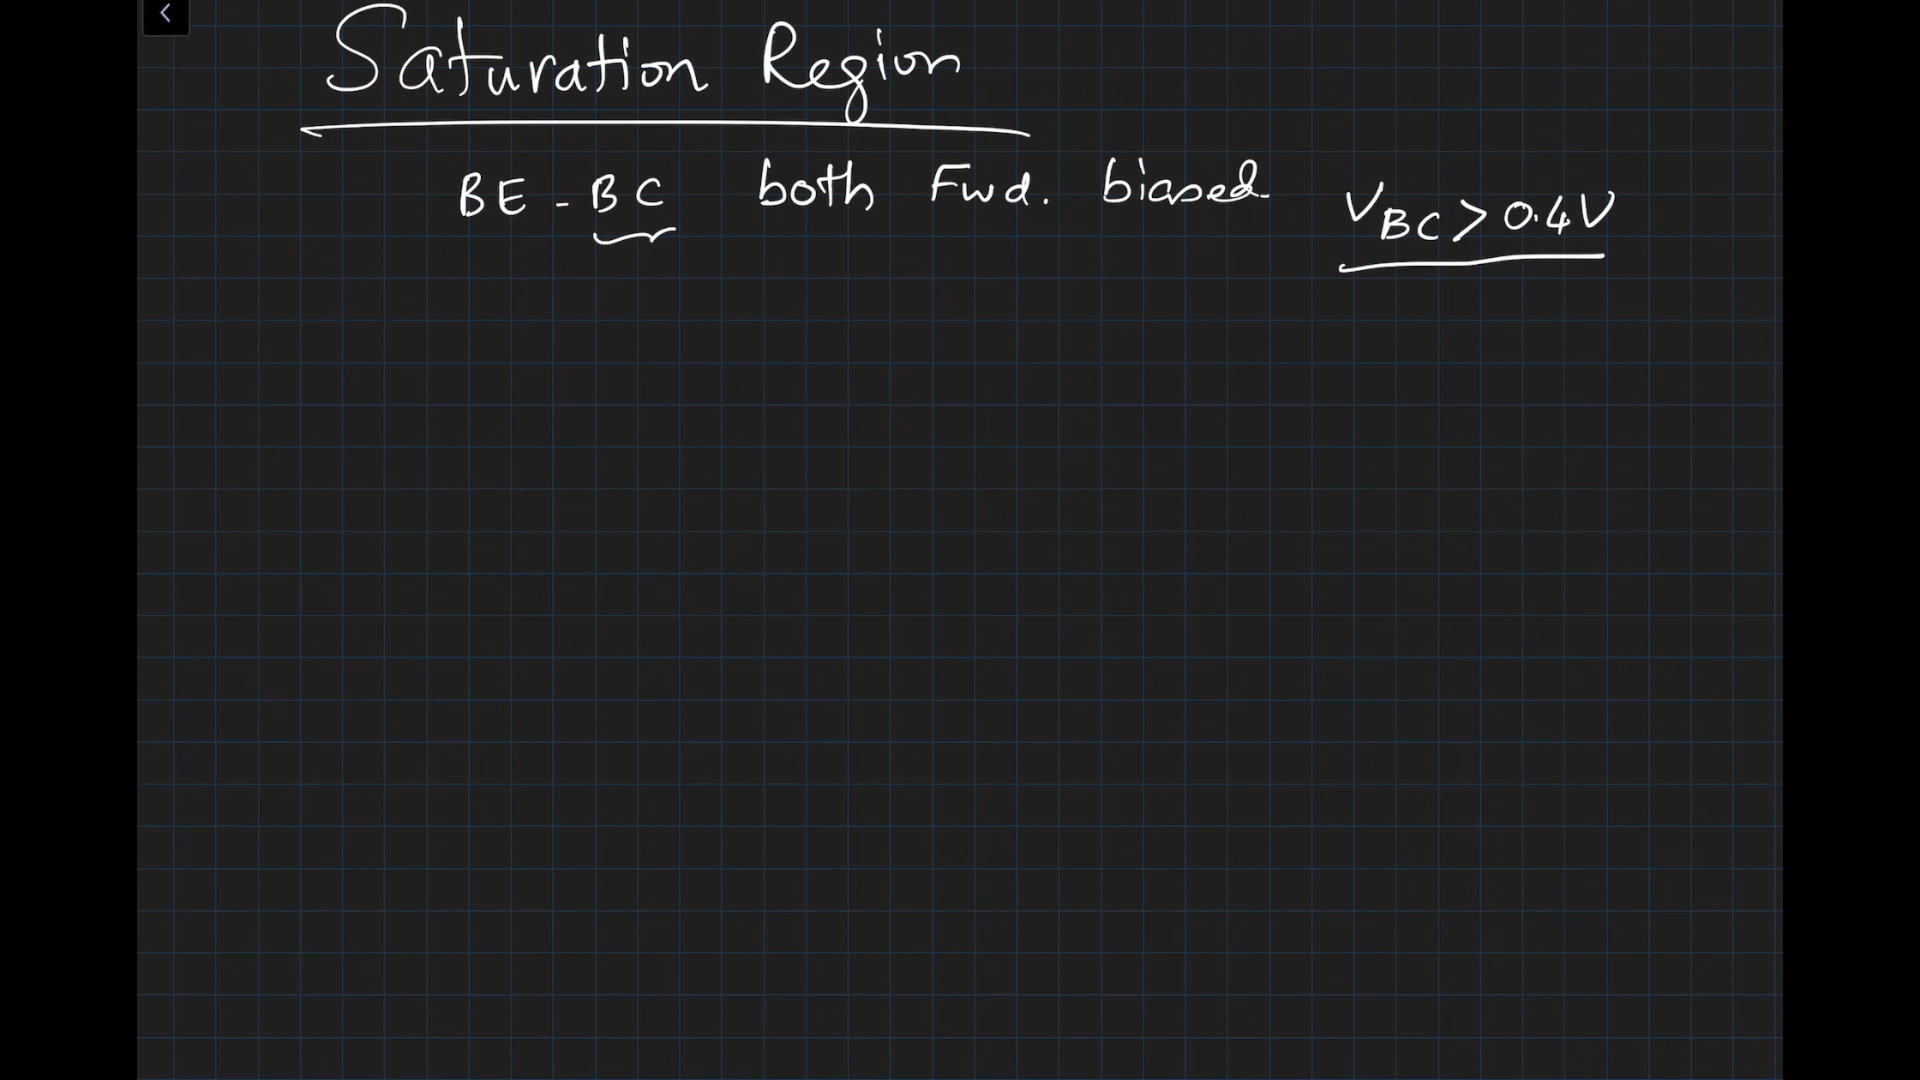 Saturation Region
BE - BC both Fwd. biased. VBC > 0.4V